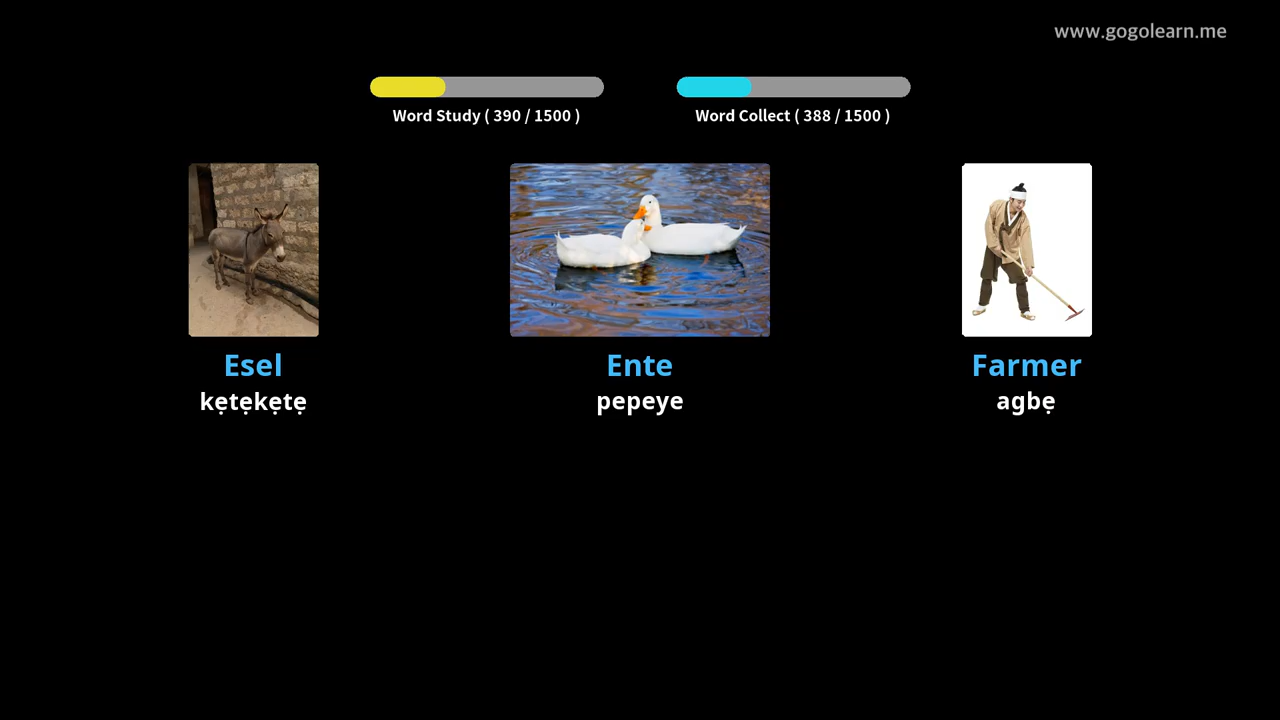 www.gogolearn.me
Word Study ( 390 / 1500 )
Word Collect ( 388 / 1500 )
Esel
kẹtẹkẹtẹ
Ente
pepeye
Farmer
agbẹ